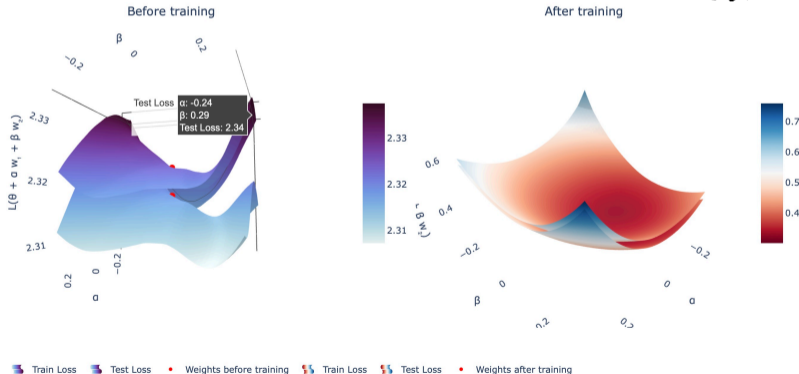 Before training
After training
β
0
0.2
−0.2
Test Loss
α: -0.24
β: 0.29
Test Loss: 2.34
L(θ + α w₁ + β w₂)
2.33
2.32
2.31
0.2
0
−0.2
α
2.33
2.32
2.31
β w₂)
0.6
0.4
−0.2
0
β
0
−0.2
α
0.7
0.6
0.5
0.4
Train Loss
Test Loss
Weights before training
Train Loss
Test Loss
Weights after training